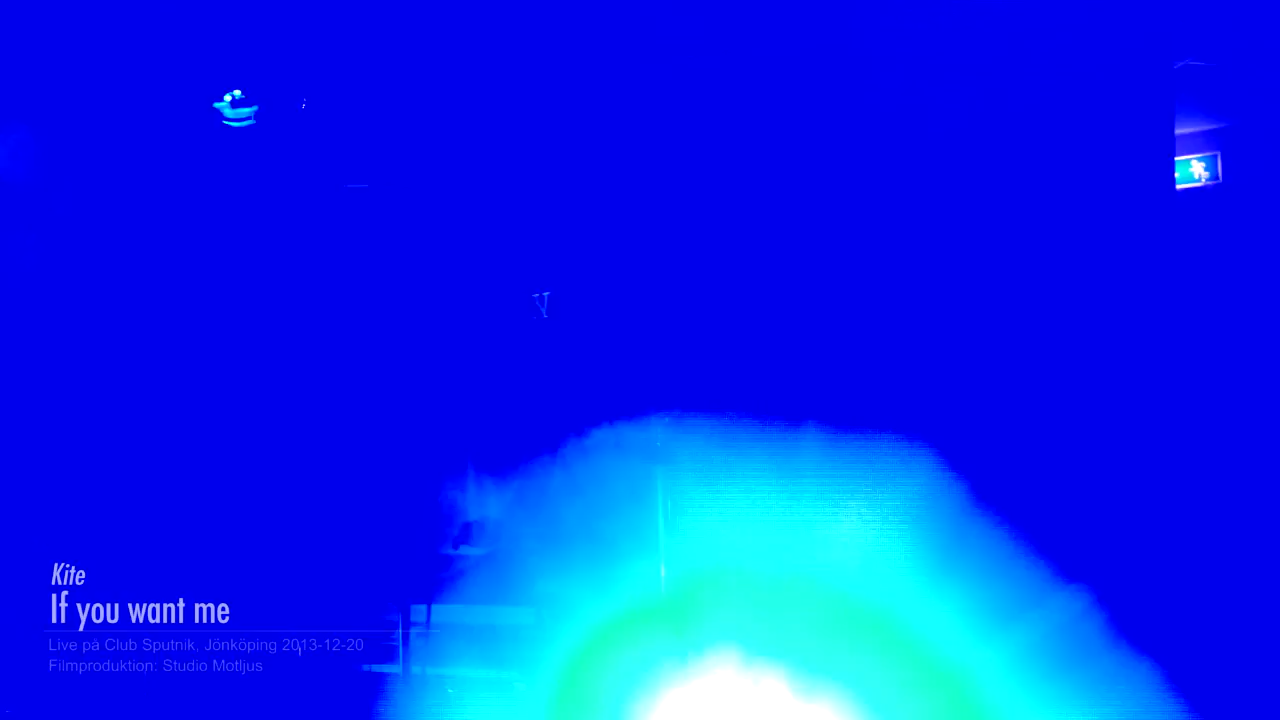 Kite
If you want me
Live på Club Sputnik, Jönköping 2013-12-20
Filmproduktion: Studio Motljus